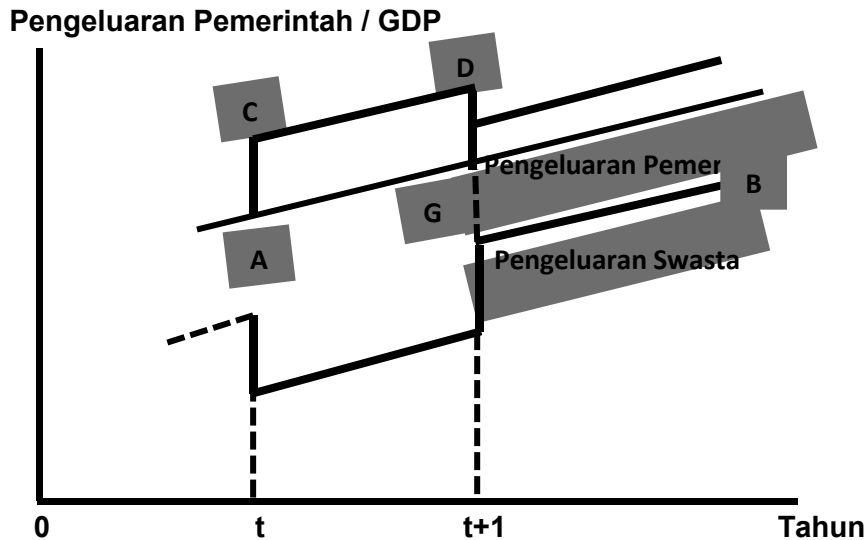 Pengeluaran Pemerintah / GDP
D
C
Pengeluaran Pemer
B
G
A
Pengeluaran Swasta
0 t t+1 Tahun